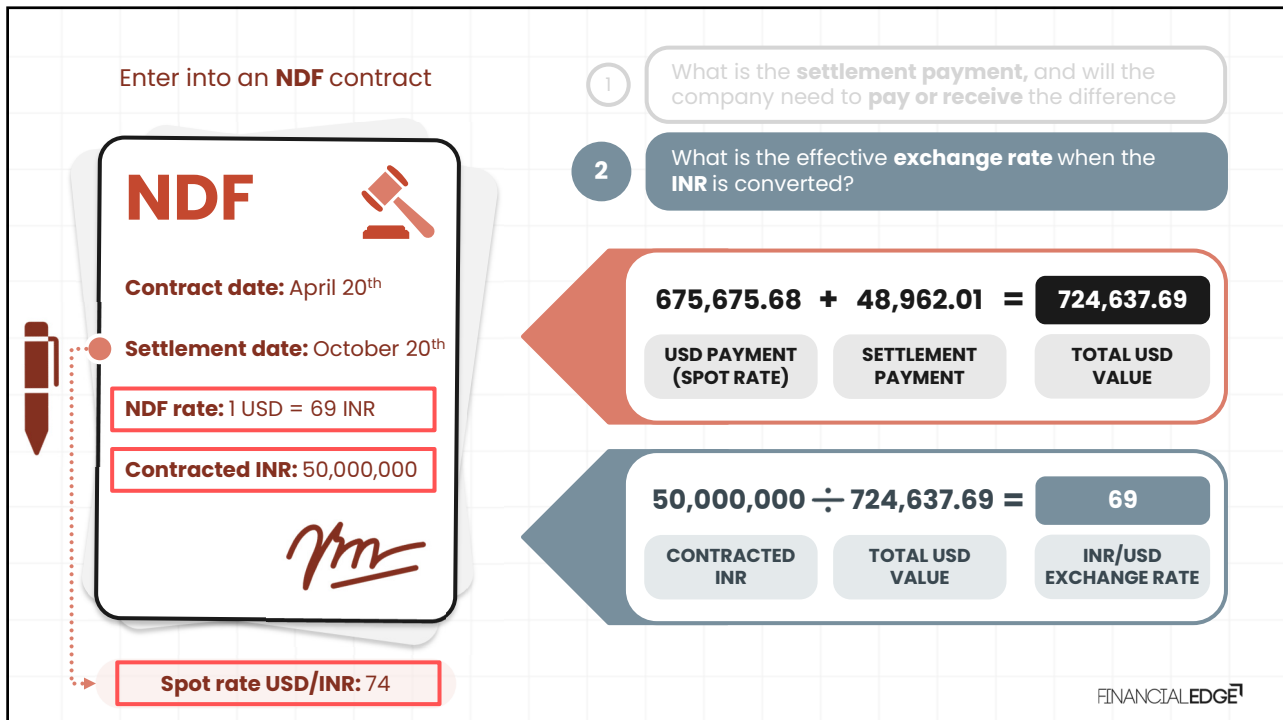 Enter into an NDF contract
NDF
Contract date: April 20th
Settlement date: October 20th
NDF rate: 1 USD = 69 INR
Contracted INR: 50,000,000
Spot rate USD/INR: 74
1
What is the settlement payment, and will the
company need to pay or receive the difference
2
What is the effective exchange rate when the
INR is converted?
675,675.68 + 48,962.01 = 724,637.69
USD PAYMENT
(SPOT RATE)
SETTLEMENT
PAYMENT
TOTAL USD
VALUE
50,000,000 ÷ 724,637.69 = 69
CONTRACTED
INR
TOTAL USD
VALUE
INR/USD
EXCHANGE RATE
FINANCIALEDGE